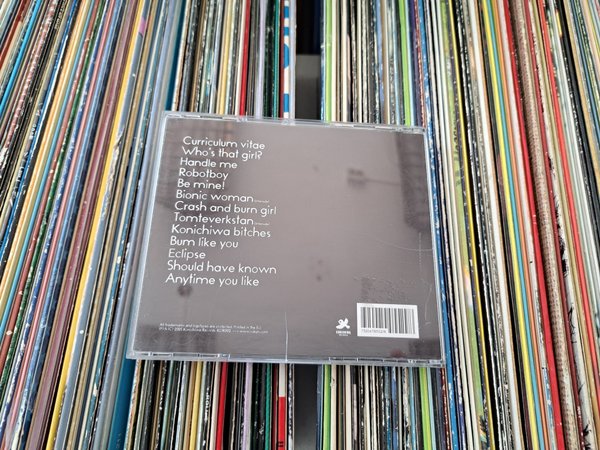 Curriculum vitae
Who's that girl?
Handle me
Robotboy
Be mine!
Bionic woman
Crash and burn girl
Tomteverkstan
Konichiwa bitches
Bum like you
Eclipse
Should have known
Anytime you like